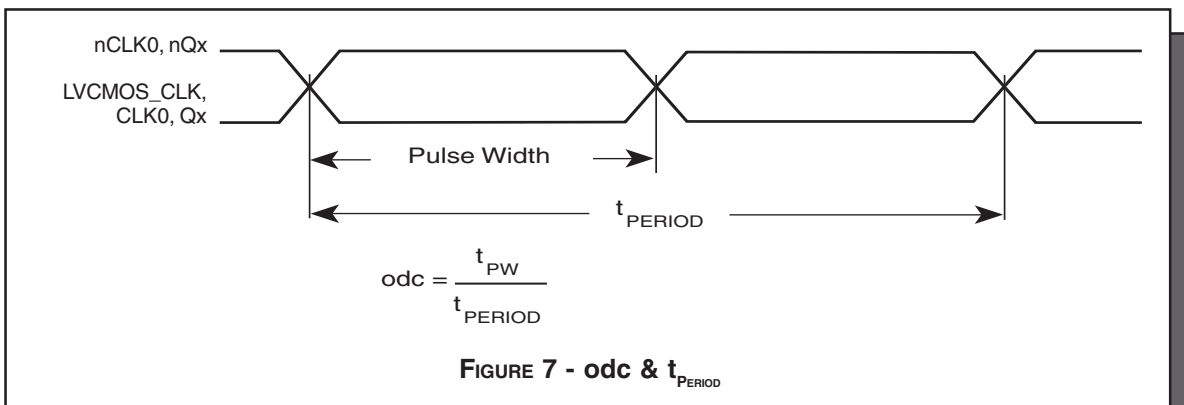 nCLK0, nQx
LVCMOS_CLK,
CLK0, Qx
Pulse Width
tPERIOD
odc = tPW
tPERIOD
FIGURE 7 - odc & tPERIOD